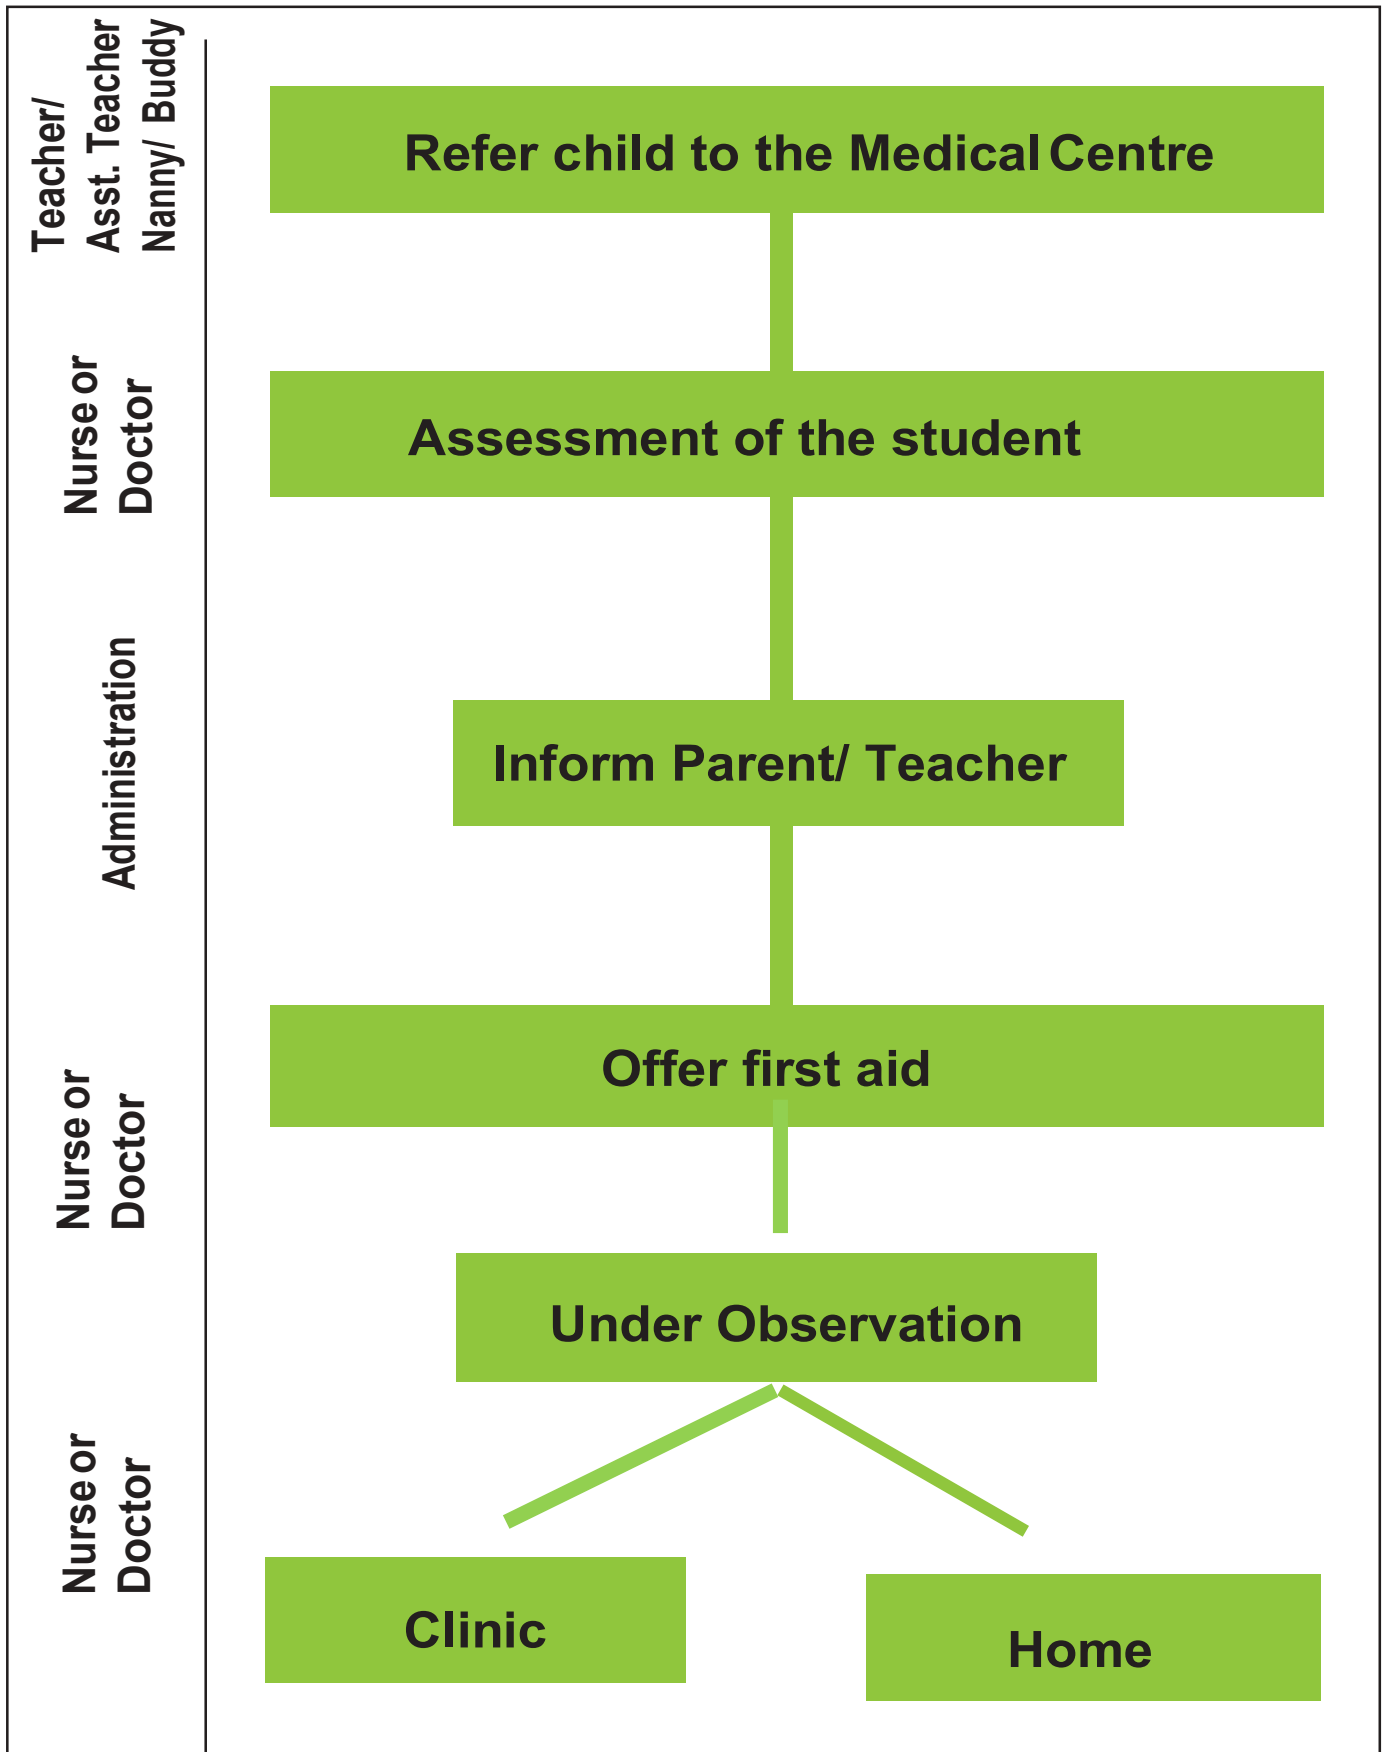 Teacher/
Asst. Teacher
Nanny/ Buddy
Refer child to the Medical Centre
Nurse or
Doctor
Assessment of the student
Administration
Inform Parent/ Teacher
Nurse or
Doctor
Offer first aid
Under Observation
Nurse or
Doctor
Clinic
Home